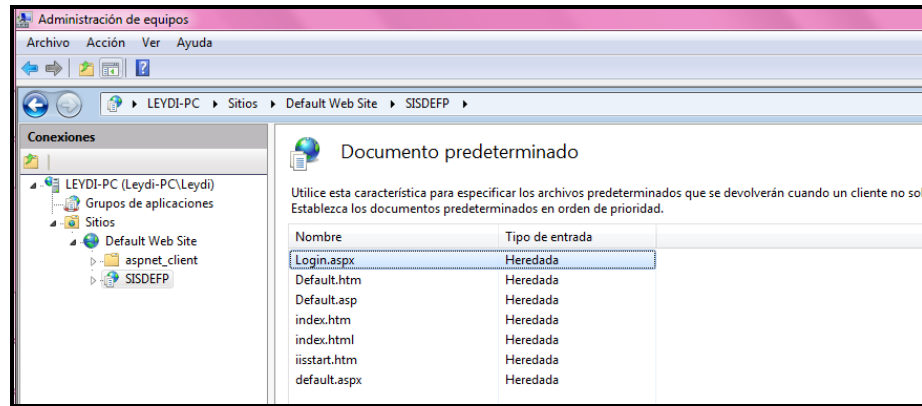 Administración de equipos
Archivo Acción Ver Ayuda
LEYDI-PC Sitios Default Web Site SISDEFP
Conexiones
LEYDI-PC (Leydi-PC\Leydi)
Grupos de aplicaciones
Sitios
Default Web Site
aspnet_client
SISDEFP
Documento predeterminado
Utilice esta característica para especificar los archivos predeterminados que se devolverán cuando un cliente no so
Establezca los documentos predeterminados en orden de prioridad.
Nombre Tipo de entrada
Login.aspx Heredada
Default.htm Heredada
Default.asp Heredada
index.htm Heredada
index.html Heredada
iisstart.htm Heredada
default.aspx Heredada